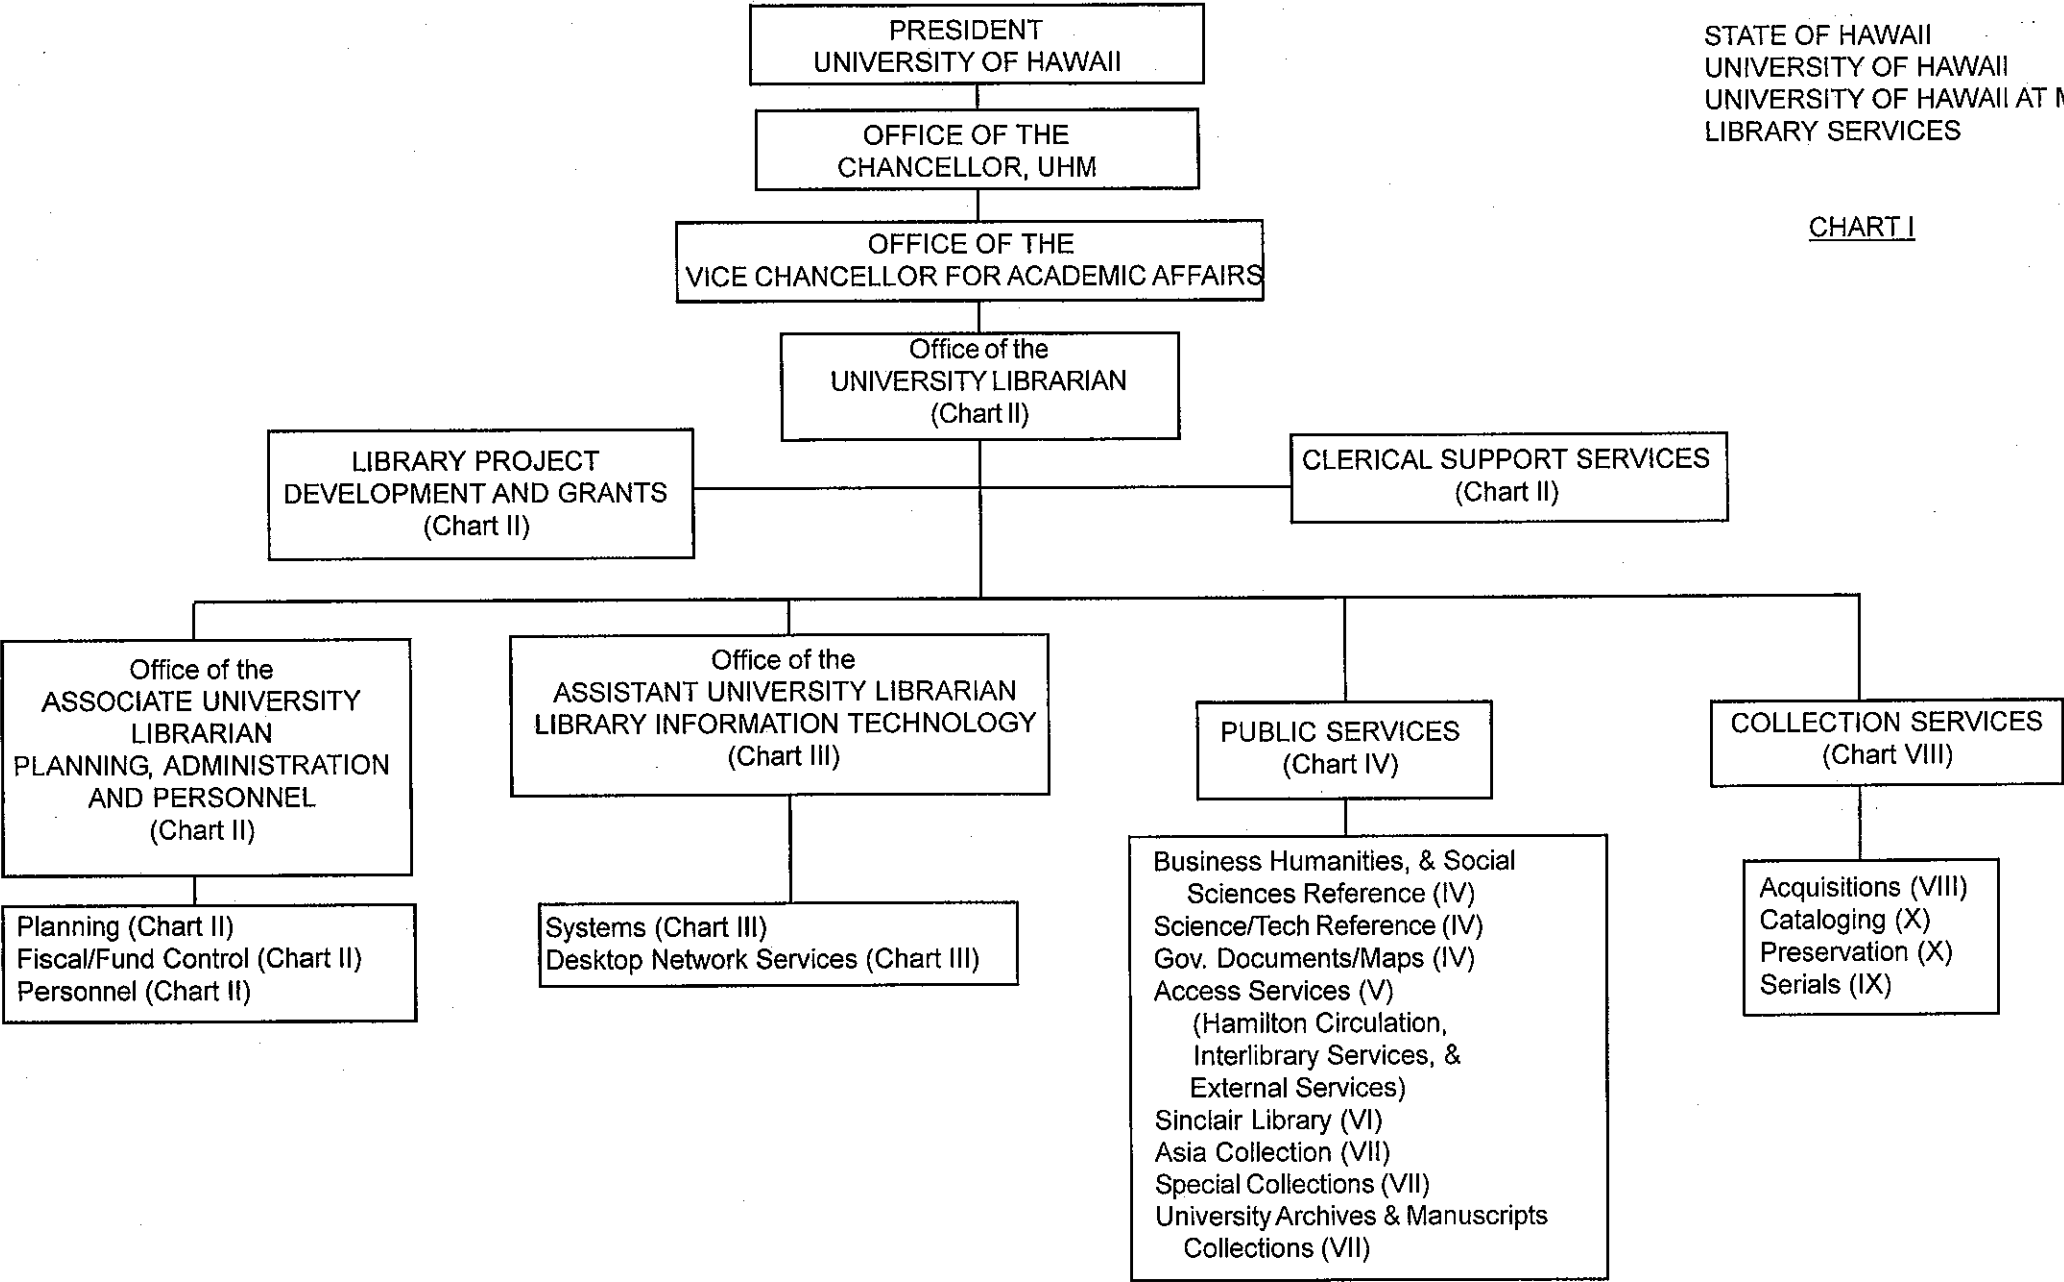 PRESIDENT
UNIVERSITY OF HAWAII
STATE OF HAWAII
UNIVERSITY OF HAWAII
UNIVERSITY OF HAWAII AT
LIBRARY SERVICES
CHART I
OFFICE OF THE
CHANCELLOR, UHM
OFFICE OF THE
VICE CHANCELLOR FOR ACADEMIC AFFAIRS
Office of the
UNIVERSITY LIBRARIAN
(Chart II)
LIBRARY PROJECT
DEVELOPMENT AND GRANTS
(Chart II)
CLERICAL SUPPORT SERVICES
(Chart II)
Office of the
ASSOCIATE UNIVERSITY
LIBRARIAN
PLANNING, ADMINISTRATION
AND PERSONNEL
(Chart II)
Planning (Chart II)
Fiscal/Fund Control (Chart II)
Personnel (Chart II)
Office of the
ASSISTANT UNIVERSITY LIBRARIAN
LIBRARY INFORMATION TECHNOLOGY
(Chart III)
Systems (Chart III)
Desktop Network Services (Chart III)
PUBLIC SERVICES
(Chart IV)
Business Humanities, & Social
Sciences Reference (IV)
Science/Tech Reference (IV)
Gov. Documents/Maps (IV)
Access Services (V)
(Hamilton Circulation,
Interlibrary Services, &
External Services)
Sinclair Library (VI)
Asia Collection (VII)
Special Collections (VII)
University Archives & Manuscripts
Collections (VII)
COLLECTION SERVICES
(Chart VIII)
Acquisitions (VIII)
Cataloging (X)
Preservation (X)
Serials (IX)